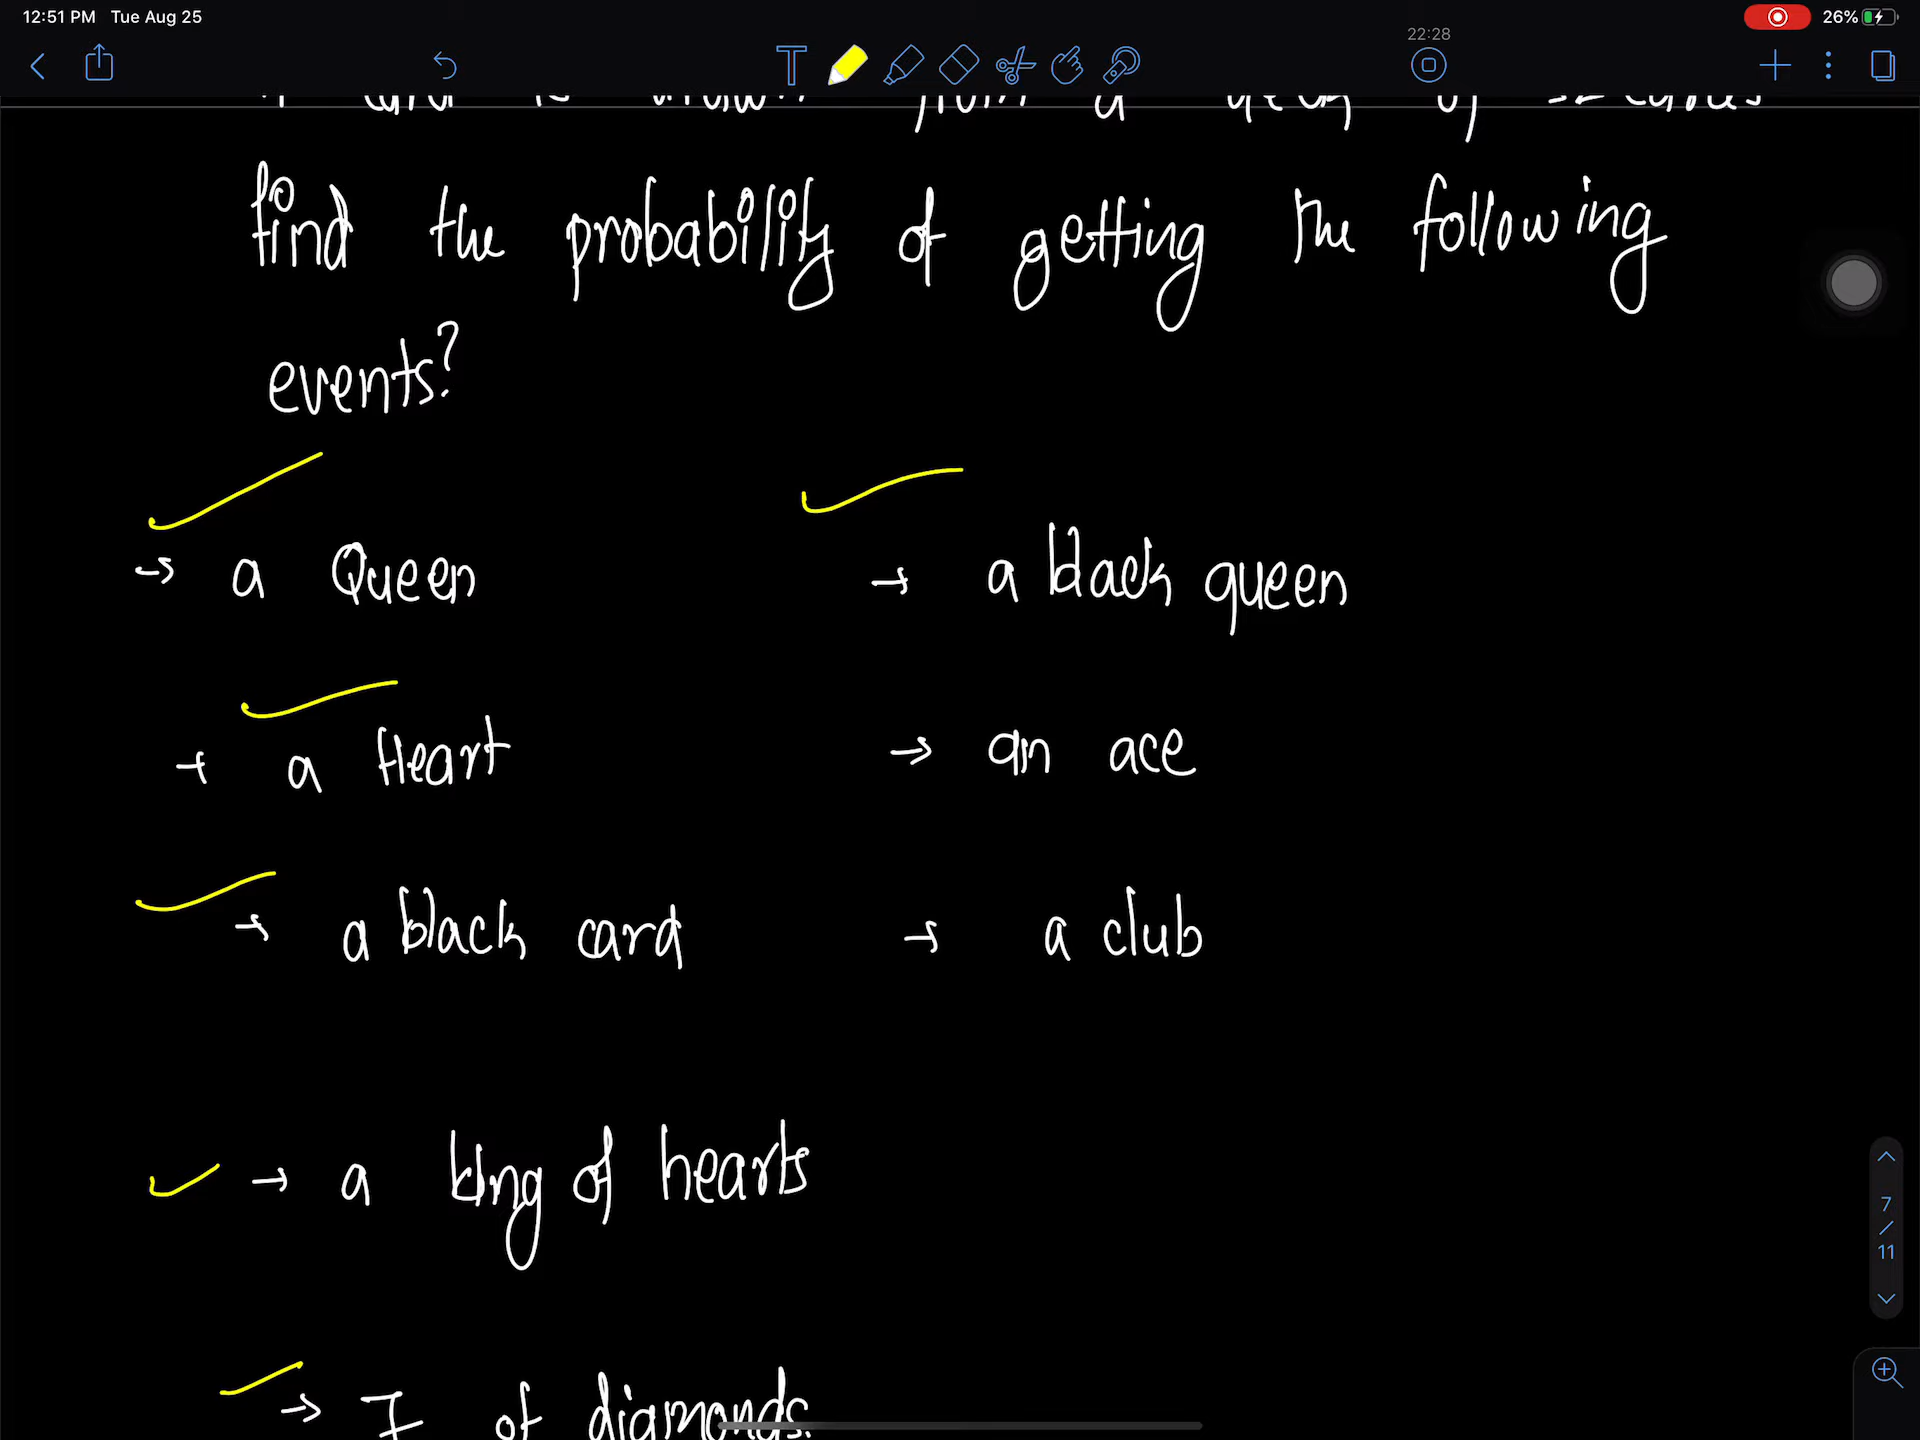 12:51 PM Tue Aug 25
26%
22:28
find the probability of getting the following
events?
→ a Queen
→ a black queen
→ a Heart
→ an ace
→ a black card
→ a club
→ a king of hearts
→ 7 of diamonds.
7
/
11